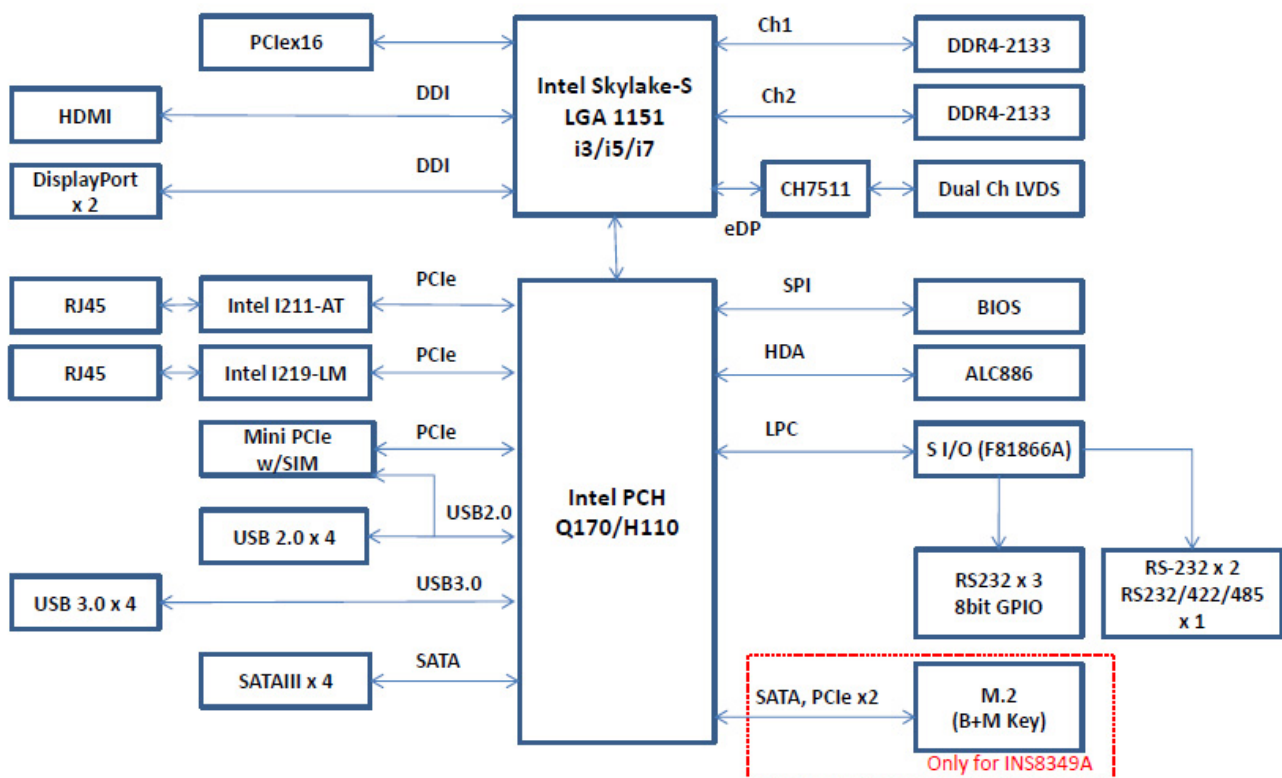 PCIex16
Ch1
DDR4-2133
Intel Skylake-S
LGA 1151
i3/i5/i7
HDMI
DDI
Ch2
DDR4-2133
DisplayPort
x 2
DDI
CH7511
Dual Ch LVDS
eDP
RJ45
Intel I211-AT
PCIe
SPI
BIOS
RJ45
Intel I219-LM
PCIe
HDA
ALC886
Mini PCIe
w/SIM
PCIe
LPC
S I/O (F81866A)
Intel PCH
Q170/H110
USB 2.0 x 4
USB2.0
USB 3.0 x 4
USB3.0
RS232 x 3
8bit GPIO
RS-232 x 2
RS232/422/485
x 1
SATAIII x 4
SATA
SATA, PCIe x2
M.2
(B+M Key)
Only for INS8349A